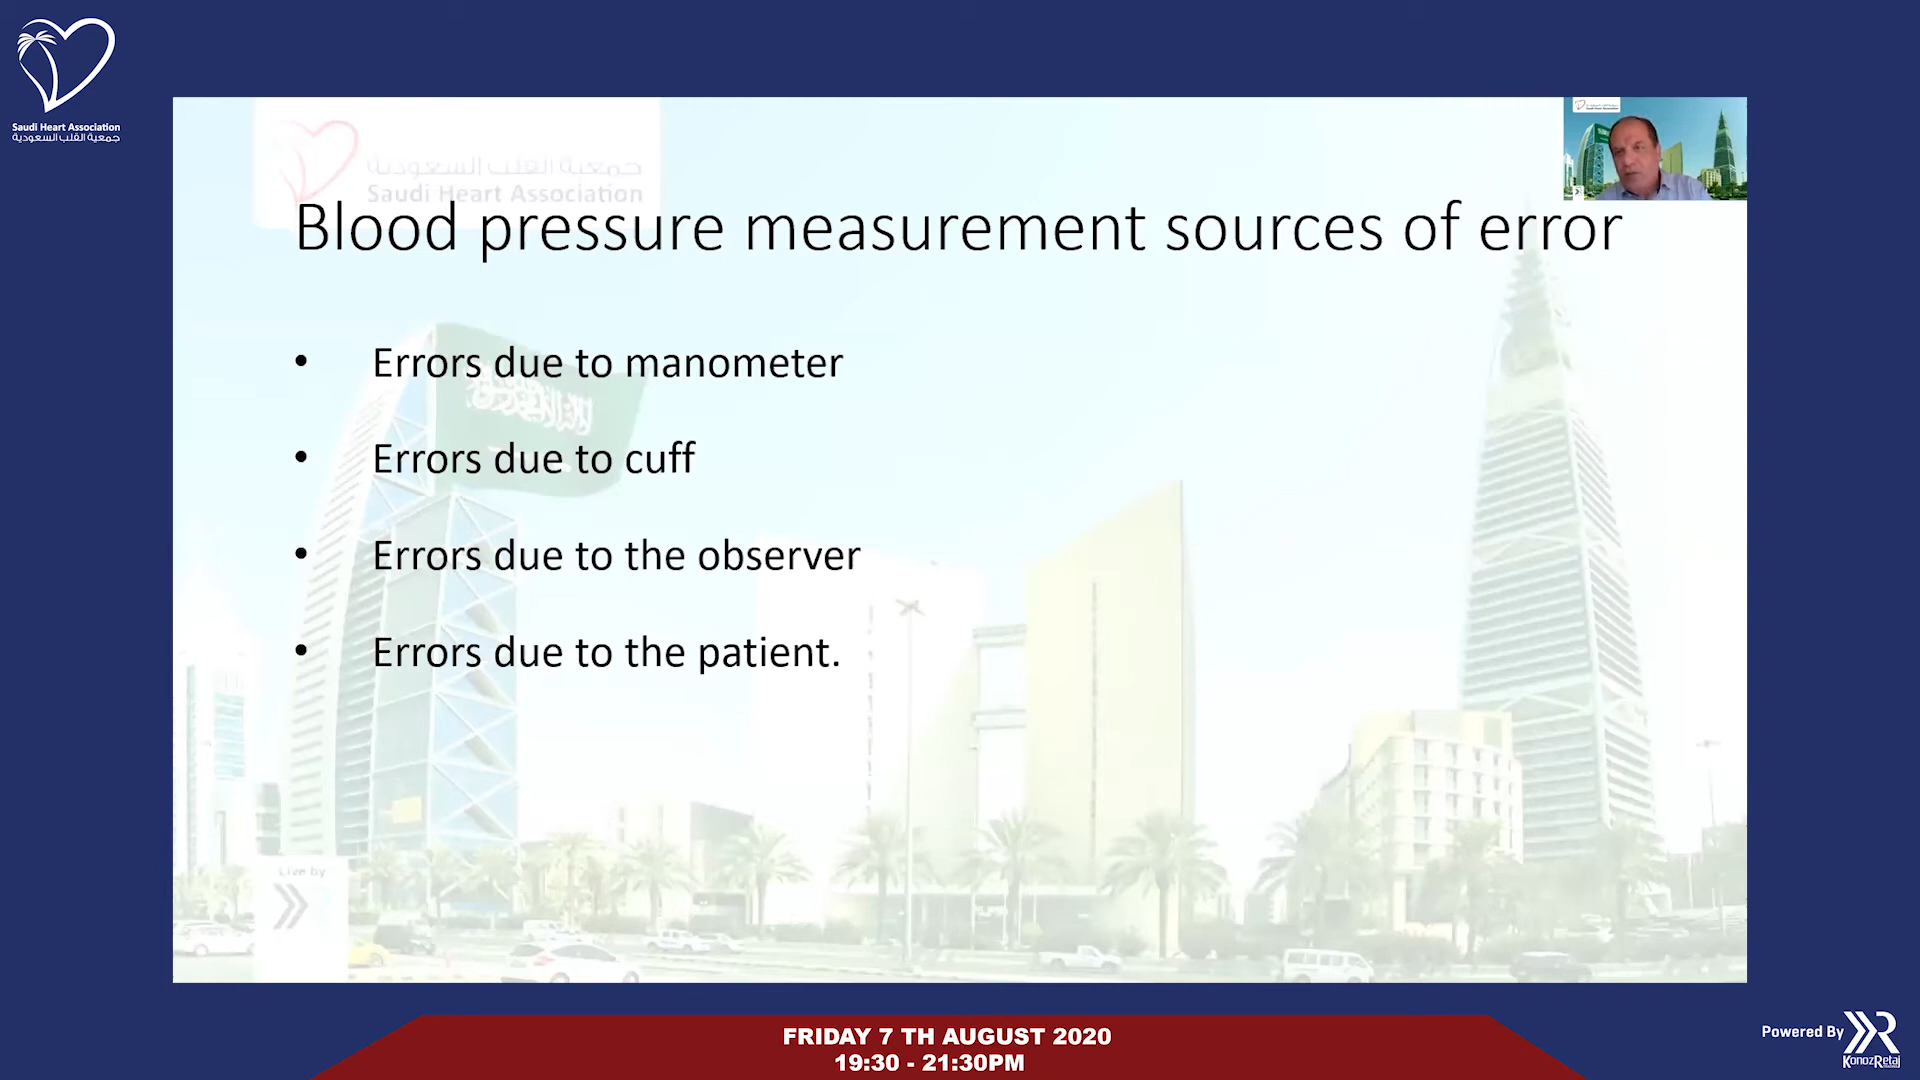 Saudi Heart Association
جمعية القلب السعودية
جمعية القلب السعودية
Saudi Heart Association
Blood pressure measurement sources of error
• Errors due to manometer
• Errors due to cuff
• Errors due to the observer
• Errors due to the patient.
Live by
FRIDAY 7 TH AUGUST 2020
19:30 - 21:30PM
Powered By
KonozRetaj